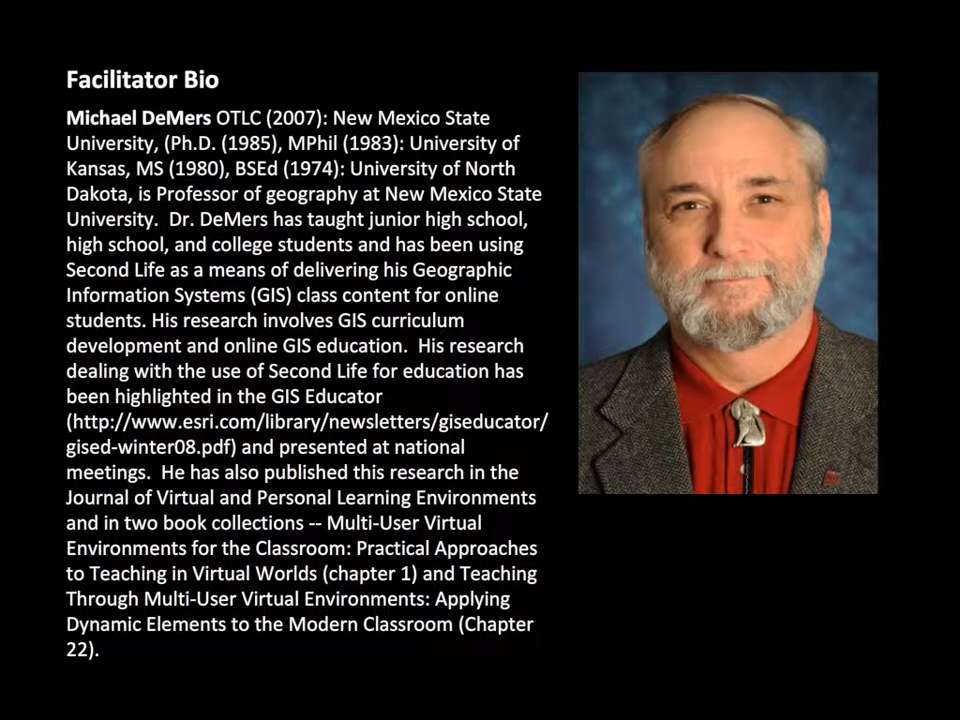 Facilitator Bio
Michael DeMers OTLC (2007): New Mexico State
University, (Ph.D. (1985), MPhil (1983): University of
Kansas, MS (1980), BSEd (1974): University of North
Dakota, is Professor of geography at New Mexico State
University.  Dr. DeMers has taught junior high school,
high school, and college students and has been using
Second Life as a means of delivering his Geographic
Information Systems (GIS) class content for online
students. His research involves GIS curriculum
development and online GIS education.  His research
dealing with the use of Second Life for education has
been highlighted in the GIS Educator
(http://www.esri.com/library/newsletters/giseducator/
gised-winter08.pdf) and presented at national
meetings.  He has also published this research in the
Journal of Virtual and Personal Learning Environments
and in two book collections -- Multi-User Virtual
Environments for the Classroom: Practical Approaches
to Teaching in Virtual Worlds (chapter 1) and Teaching
Through Multi-User Virtual Environments: Applying
Dynamic Elements to the Modern Classroom (Chapter
22).